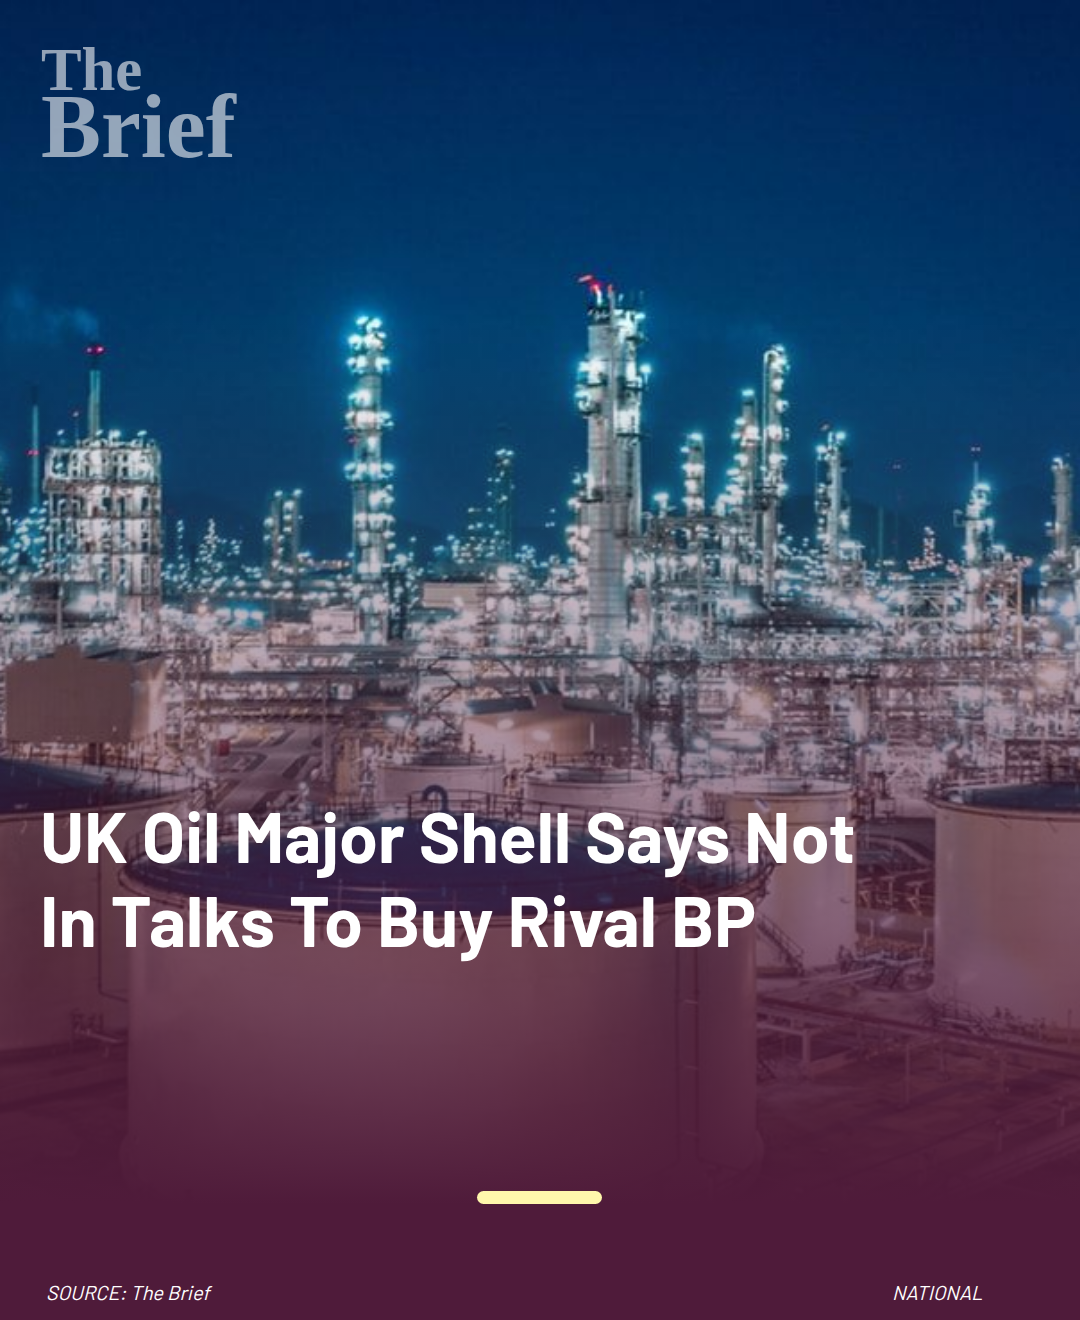 The
Brief
UK Oil Major Shell Says Not
In Talks To Buy Rival BP
SOURCE: The Brief
NATIONAL